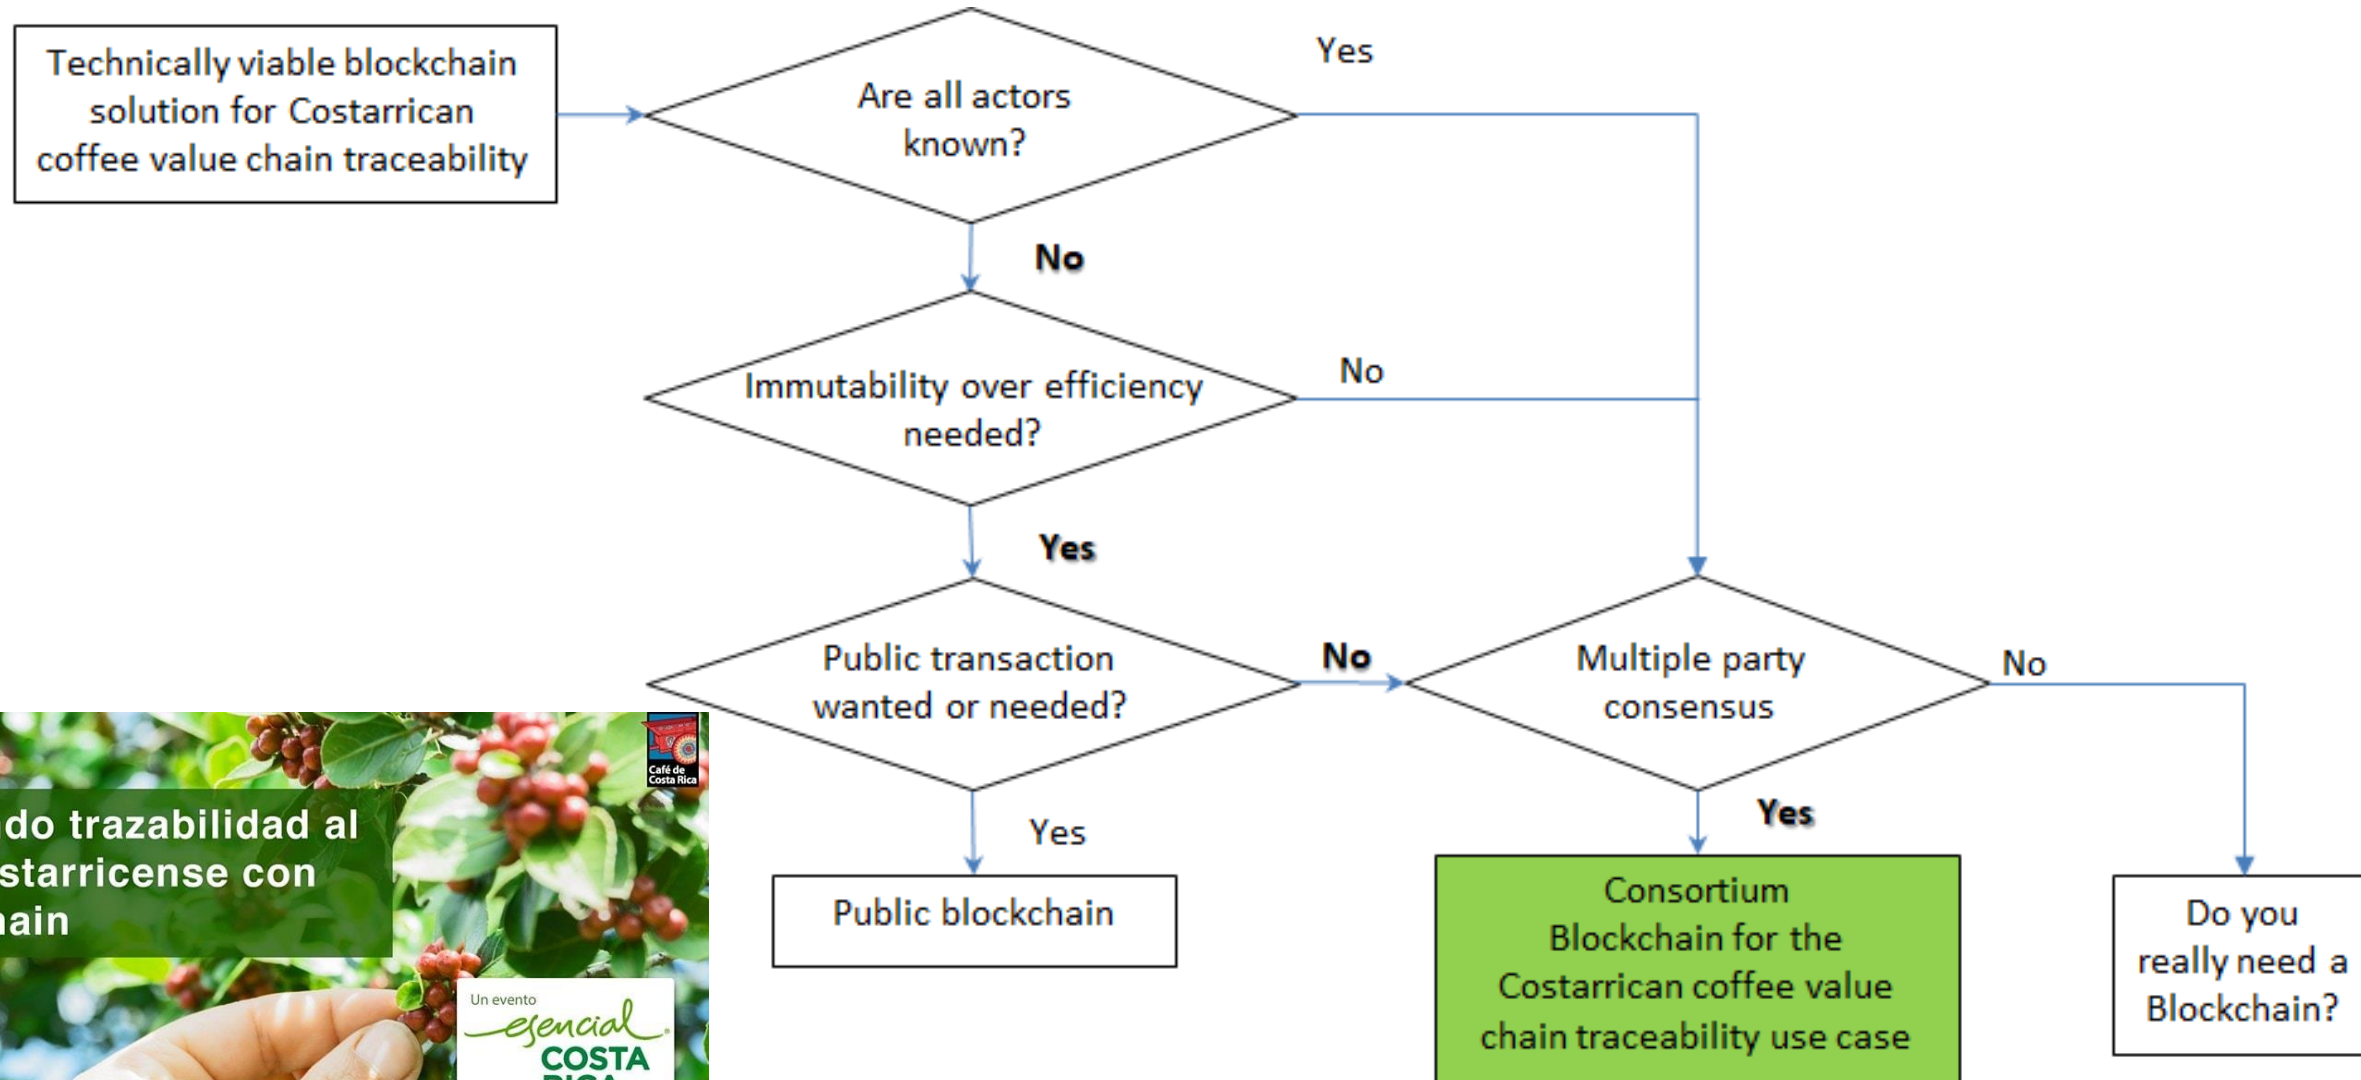 Technically viable blockchain
solution for Costarrican
coffee value chain traceability
Are all actors
known?
Yes
No
Immutability over efficiency
needed?
No
Yes
Public transaction
wanted or needed?
No
Multiple party
consensus
No
Yes
Public blockchain
Yes
Consortium
Blockchain for the
Costarrican coffee value
chain traceability use case
Do you
really need a
Blockchain?
Café de
Costa Rica
do trazabilidad al
starricense con
ain
Un evento
esencial
COSTA